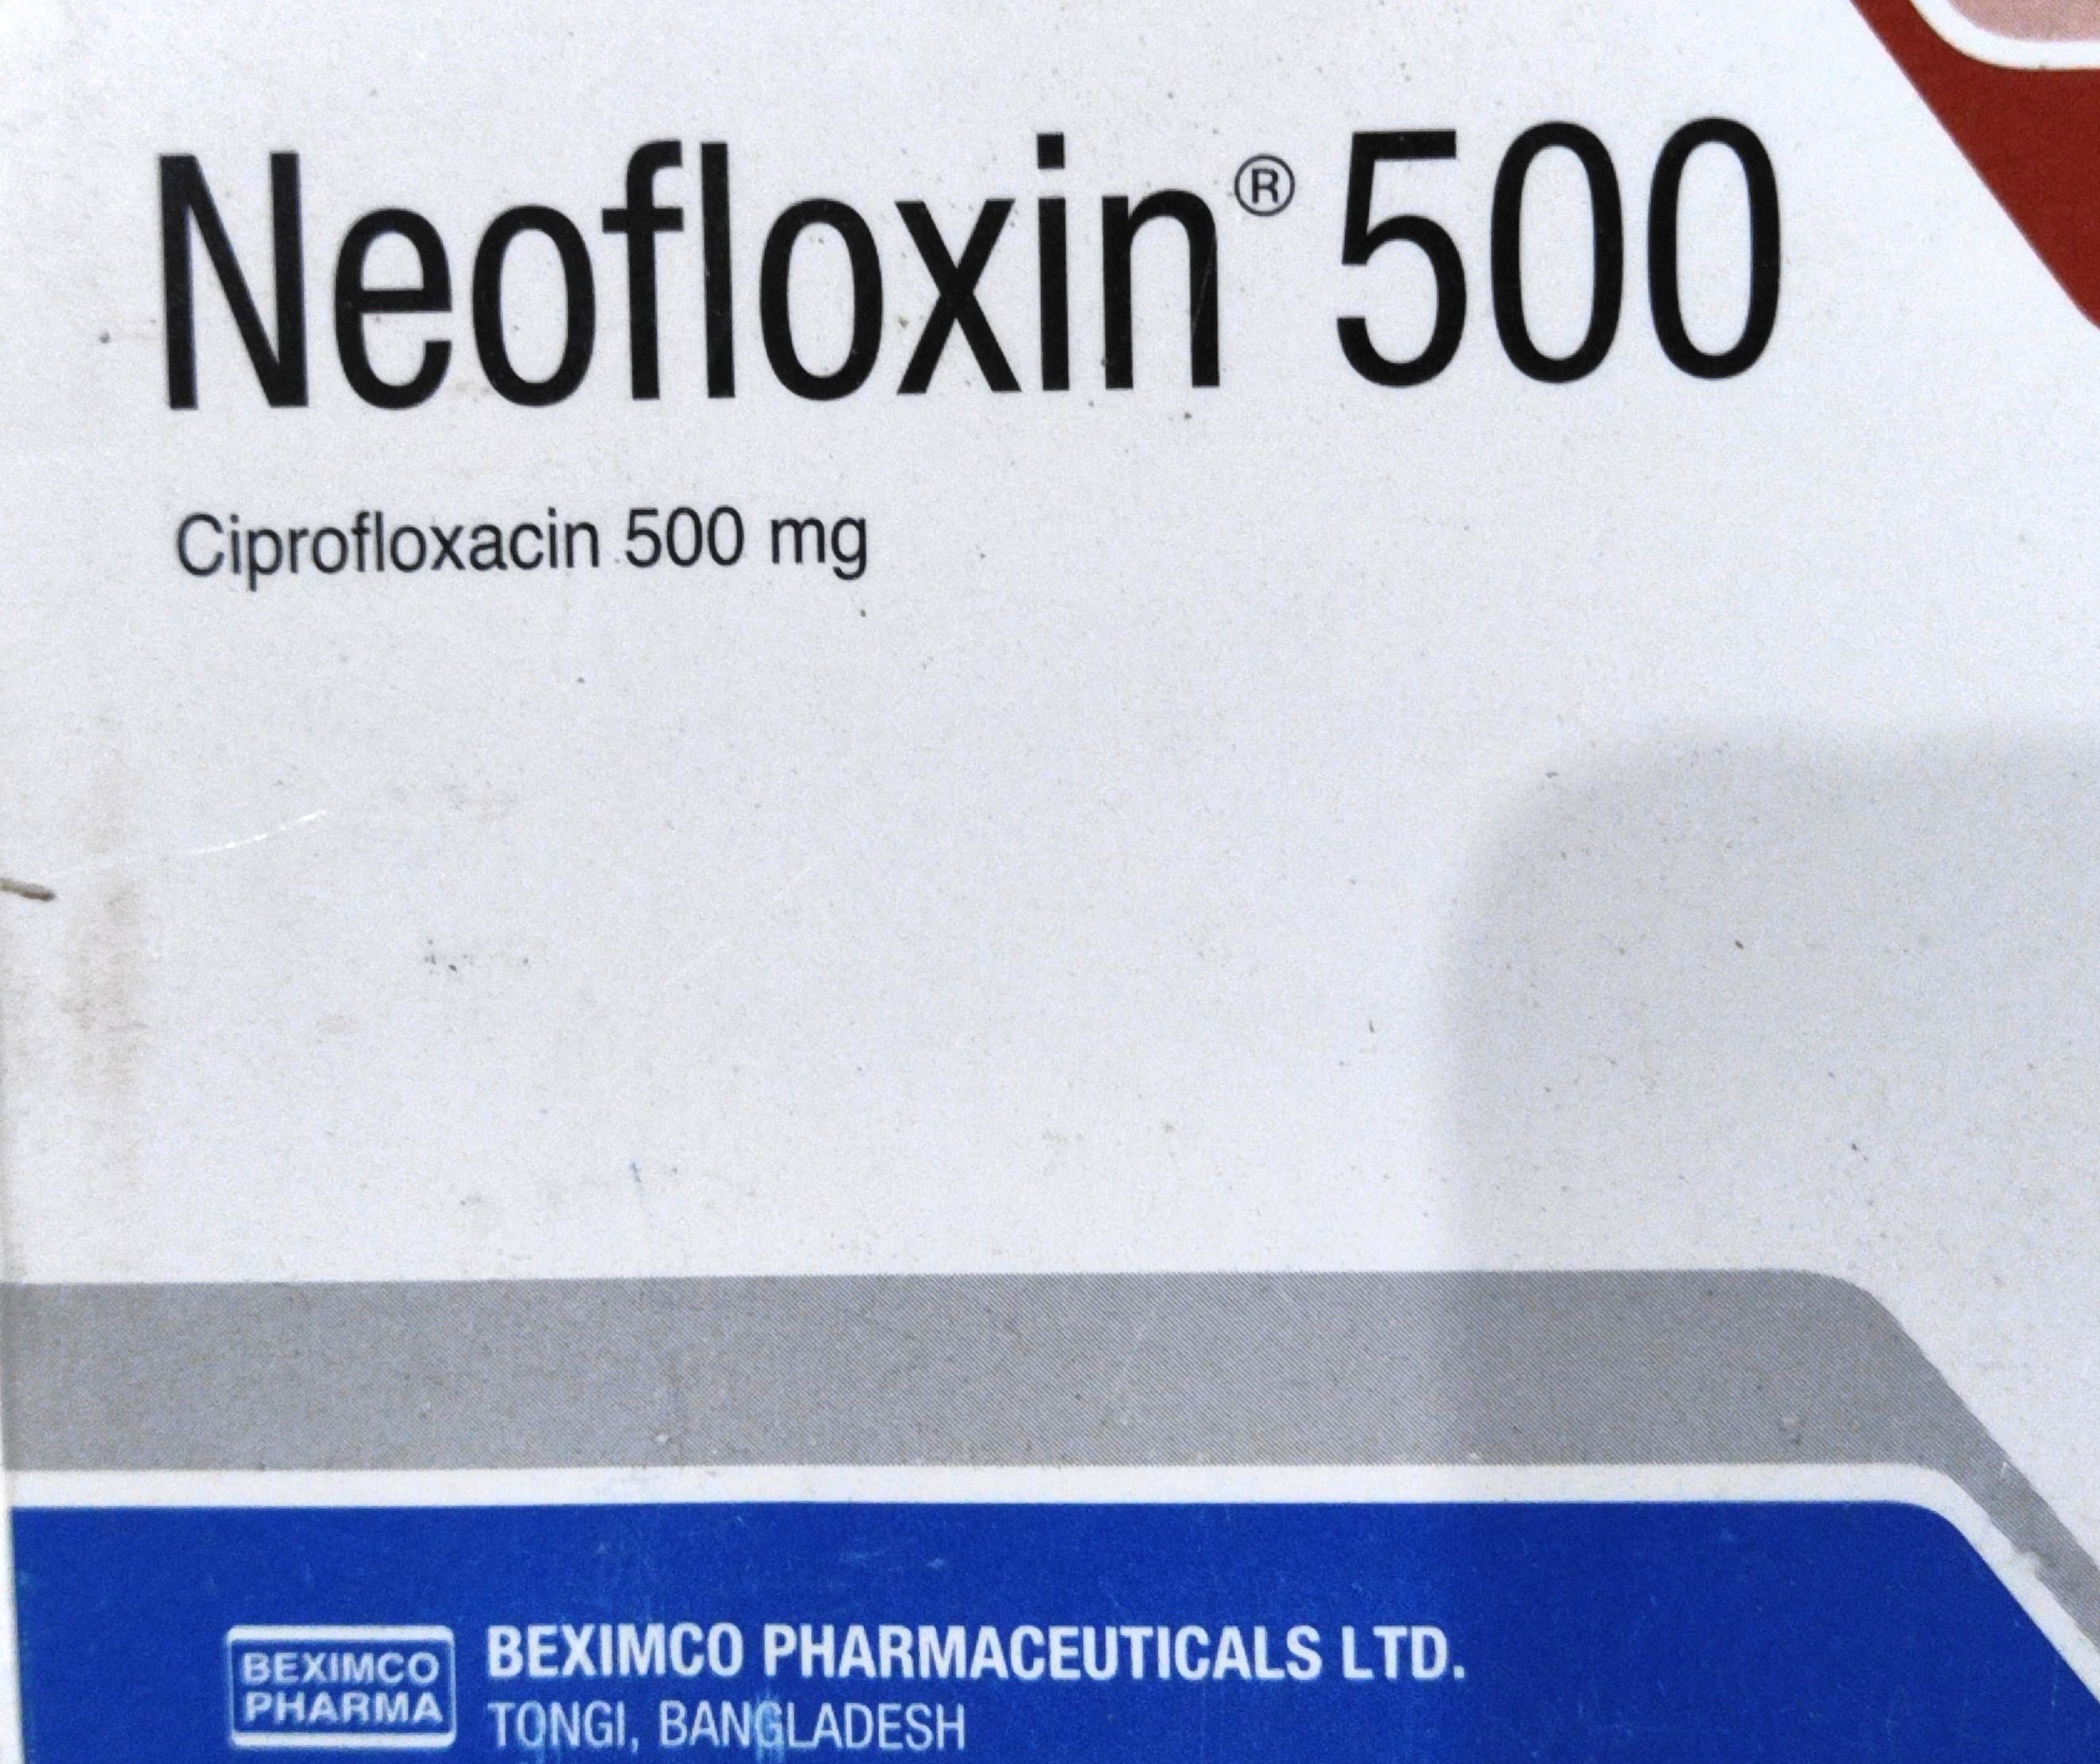 Neofloxin® 500
Ciprofloxacin 500 mg
BEXIMCO
PHARMA
BEXIMCO PHARMACEUTICALS LTD.
TONGI, BANGLADESH